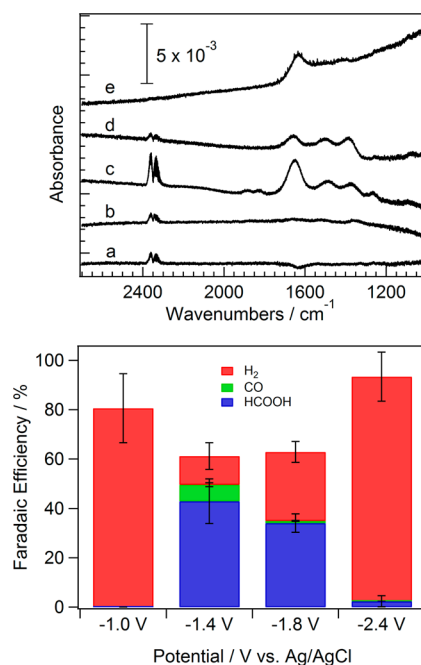 5 x 10⁻³
e
d
c
b
a
Absorbance
2400 2000 1600 1200
Wavenumbers / cm⁻¹
100
80
60
40
20
0
Faradaic Efficiency / %
H₂
CO
HCOOH
-1.0 V -1.4 V -1.8 V -2.4 V
Potential / V vs. Ag/AgCl